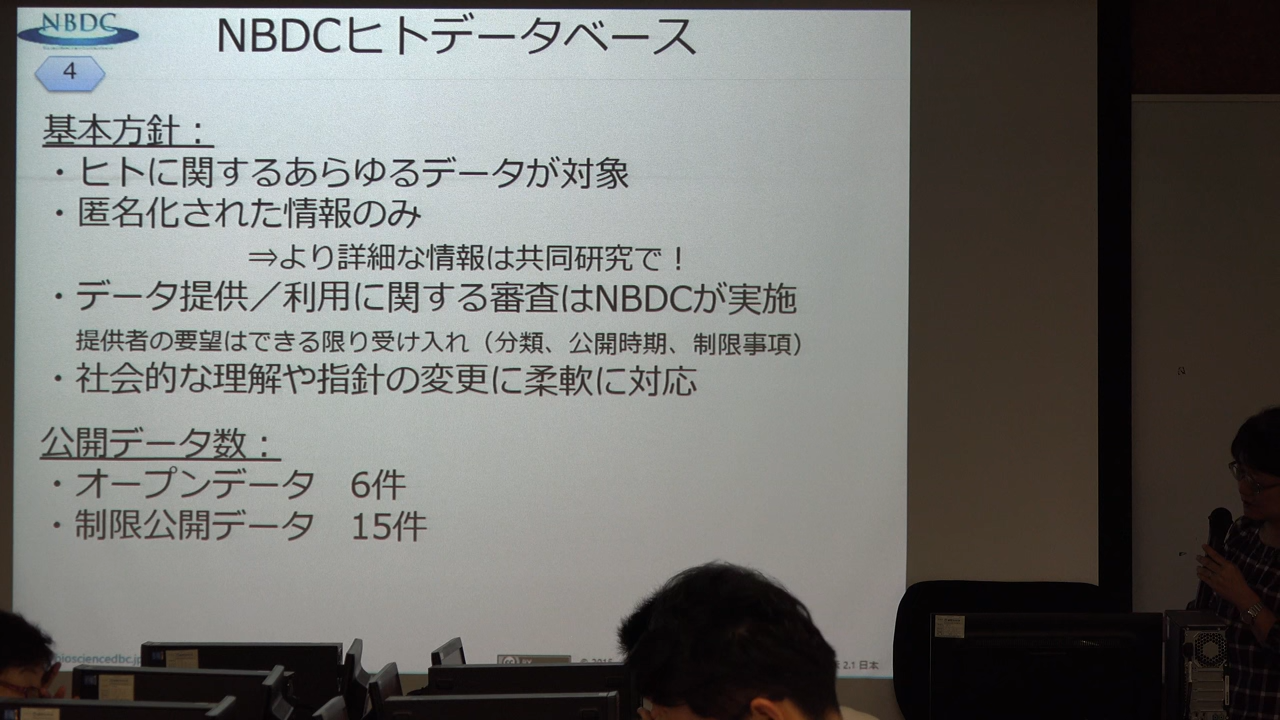 NBDC
NBDCヒトデータベース
4
基本方針：
・ヒトに関するあらゆるデータが対象
・匿名化された情報のみ
⇒より詳細な情報は共同研究で！
・データ提供／利用に関する審査はNBDCが実施
提供者の要望はできる限り受け入れ（分類、公開時期、制限事項）
・社会的な理解や指針の変更に柔軟に対応
公開データ数：
・オープンデータ　6件
・制限公開データ　15件
biosciencedbc.jp
2.1 日本